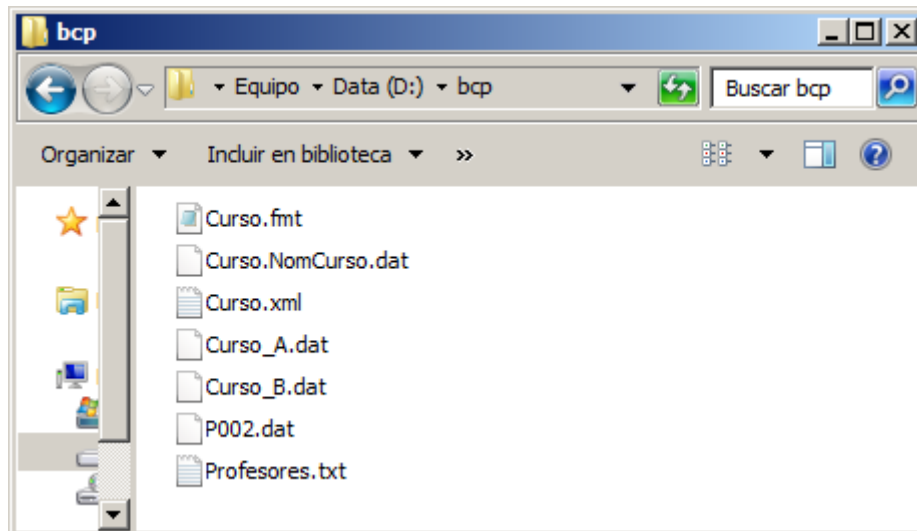 bcp
Equipo Data (D:) bcp Buscar bcp
Organizar Incluir en biblioteca »
Curso.fmt
Curso.NomCurso.dat
Curso.xml
Curso_A.dat
Curso_B.dat
P002.dat
Profesores.txt